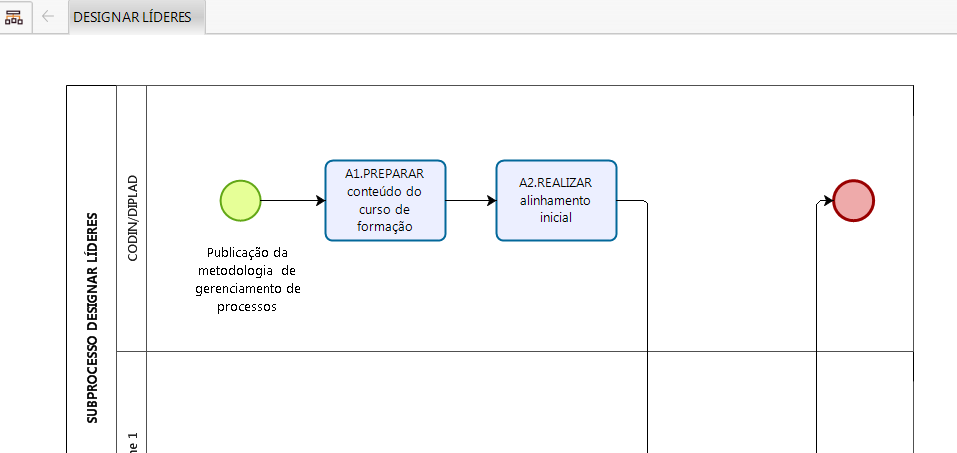 DESIGNAR LÍDERES
SUBPROCESSO DESIGNAR LÍDERES
CODIN/DIPLAD
Publicação da
metodologia de
gerenciamento de
processos
A1.PREPARAR
conteúdo do
curso de
formação
A2.REALIZAR
alinhamento
inicial